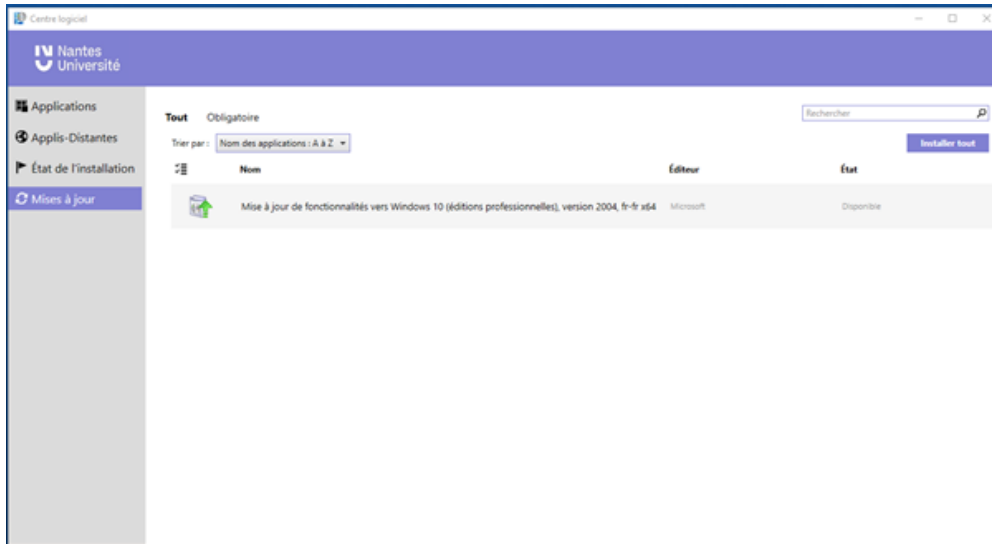 Centre logiciel
Nantes
Université
Applications
Applis-Distantes
État de l'installation
Mises à jour
Tout Obligatoire
Rechercher
Trier par : Nom des applications : A à Z
Installer tout
Nom Éditeur État
Mise à jour de fonctionnalités vers Windows 10 (éditions professionnelles), version 2004, fr-fr x64 Microsoft Disponible